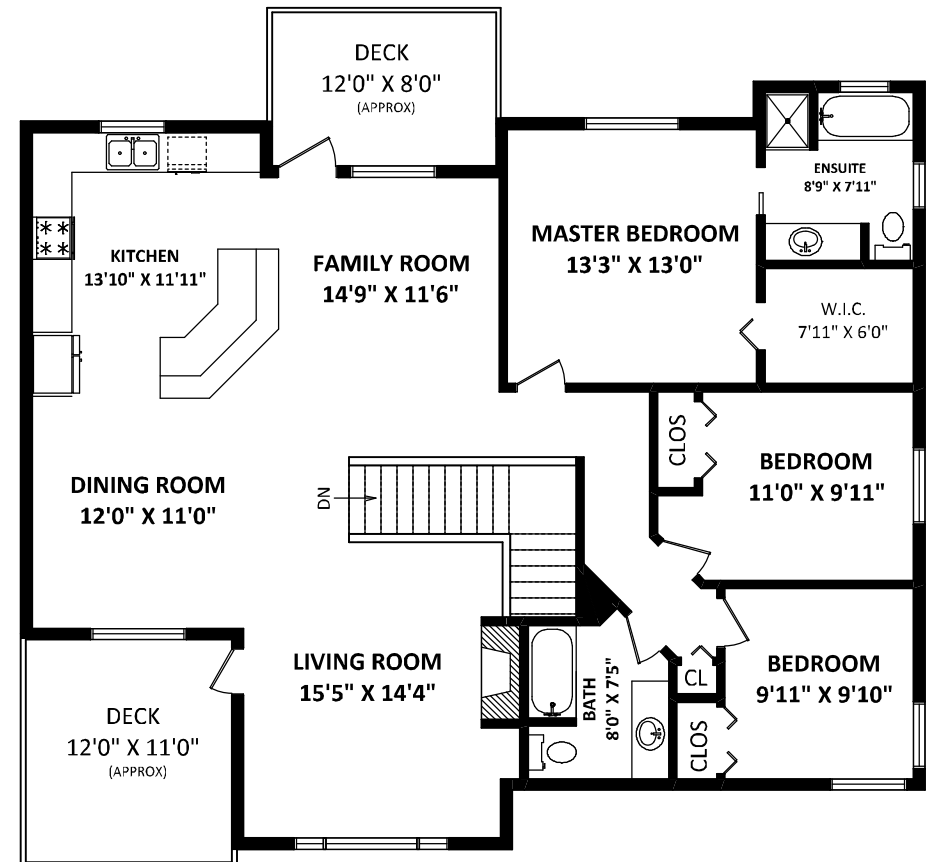 DECK
12'0" X 8'0"
(APPROX)
ENSUITE
8'9" X 7'11"
MASTER BEDROOM
13'3" X 13'0"
KITCHEN
13'10" X 11'11"
FAMILY ROOM
14'9" X 11'6"
W.I.C.
7'11" X 6'0"
CLOS
BEDROOM
11'0" X 9'11"
DINING ROOM
12'0" X 11'0"
DN
LIVING ROOM
15'5" X 14'4"
BATH
8'0" X 7'5"
CL
BEDROOM
9'11" X 9'10"
CLOS
DECK
12'0" X 11'0"
(APPROX)